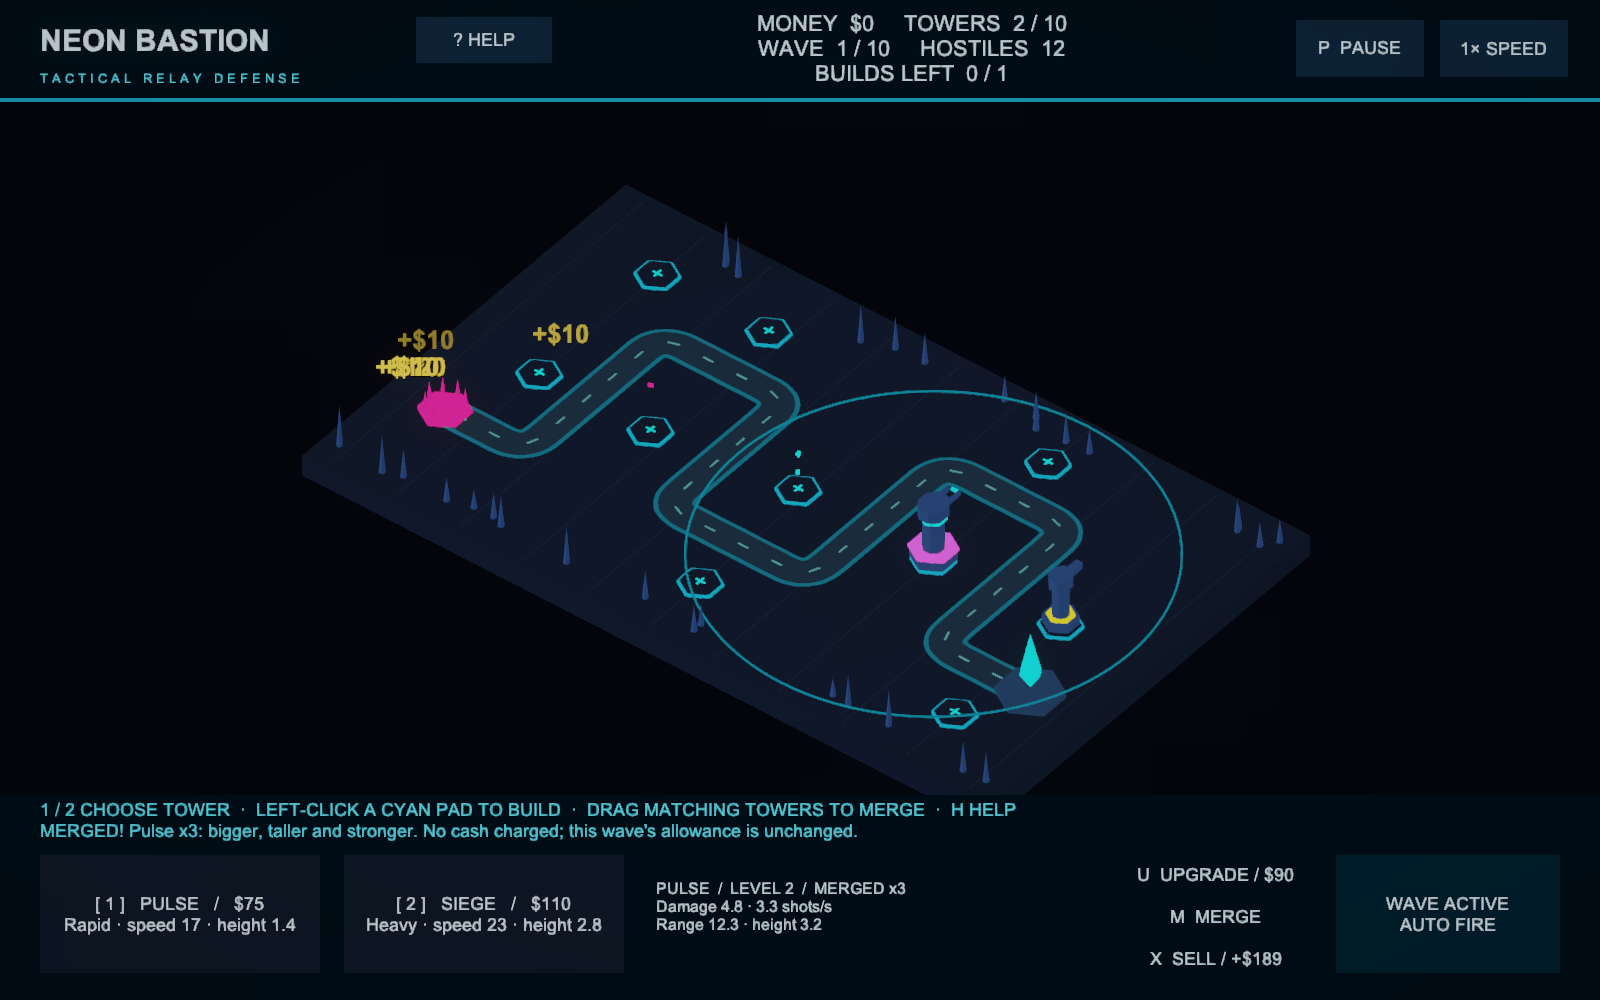 NEON BASTION
TACTICAL RELAY DEFENSE
? HELP
MONEY $0 TOWERS 2 / 10
WAVE 1 / 10 HOSTILES 12
BUILDS LEFT 0 / 1
P PAUSE
1× SPEED
+$10
+$10
1 / 2 CHOOSE TOWER · LEFT-CLICK A CYAN PAD TO BUILD · DRAG MATCHING TOWERS TO MERGE · H HELP
MERGED! Pulse x3: bigger, taller and stronger. No cash charged; this wave's allowance is unchanged.
[ 1 ] PULSE / $75
Rapid · speed 17 · height 1.4
[ 2 ] SIEGE / $110
Heavy · speed 23 · height 2.8
PULSE / LEVEL 2 / MERGED x3
Damage 4.8 · 3.3 shots/s
Range 12.3 · height 3.2
U UPGRADE / $90
M MERGE
X SELL / +$189
WAVE ACTIVE
AUTO FIRE